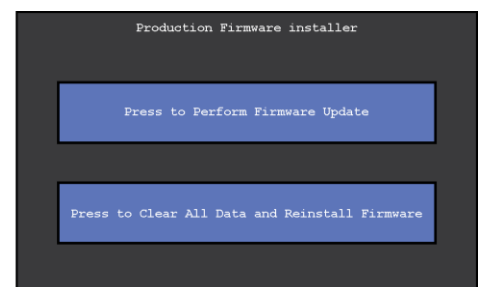 Production Firmware installer
Press to Perform Firmware Update
Press to Clear All Data and Reinstall Firmware